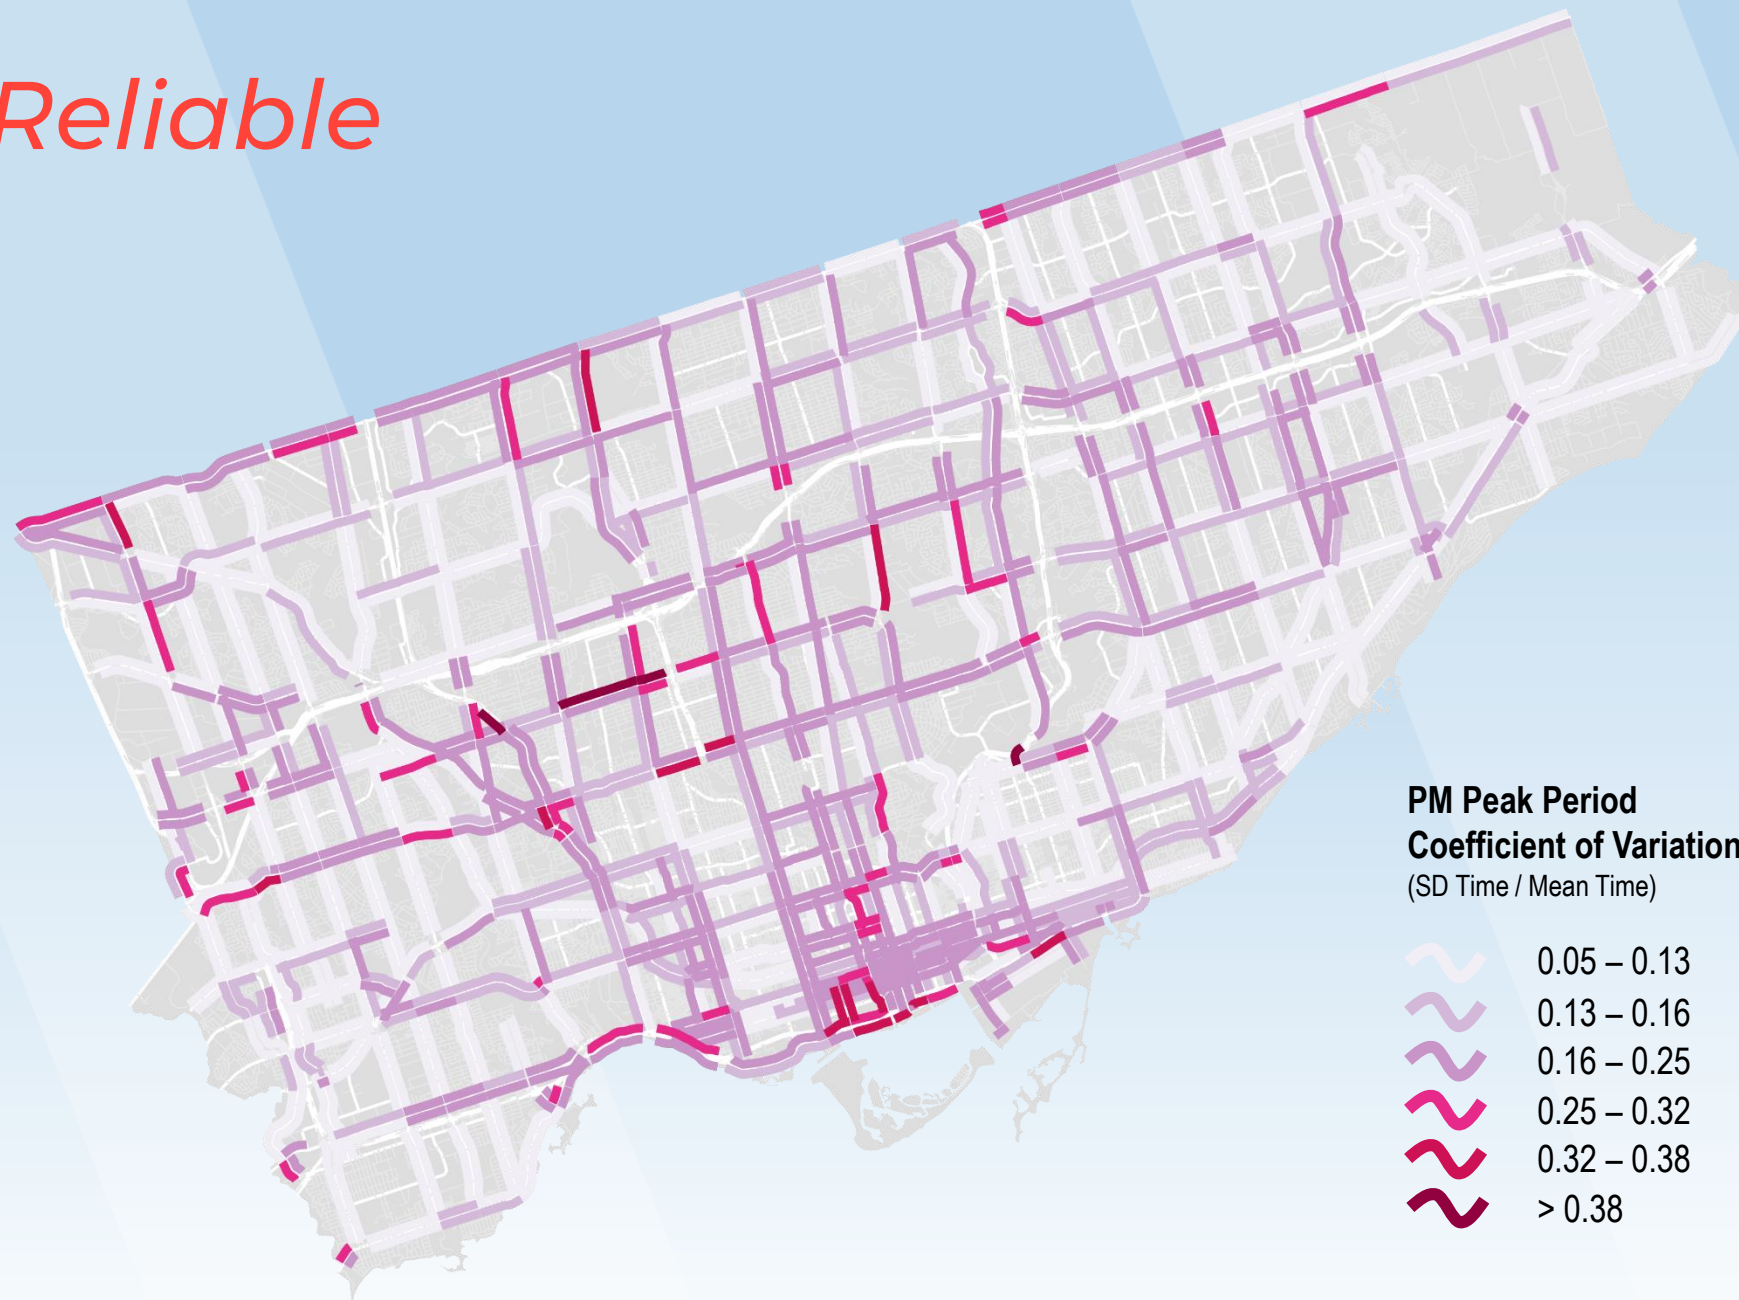 Reliable
PM Peak Period
Coefficient of Variation
(SD Time / Mean Time)
0.05 – 0.13
0.13 – 0.16
0.16 – 0.25
0.25 – 0.32
0.32 – 0.38
> 0.38